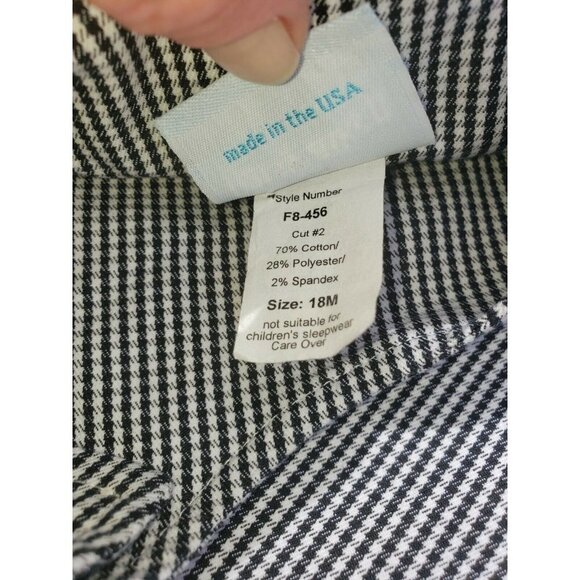 made in the USA
Style Number
F8-456
Cut #2
70% Cotton/
28% Polyester/
2% Spandex
Size: 18M
not suitable for
children's sleepwear
Care Over